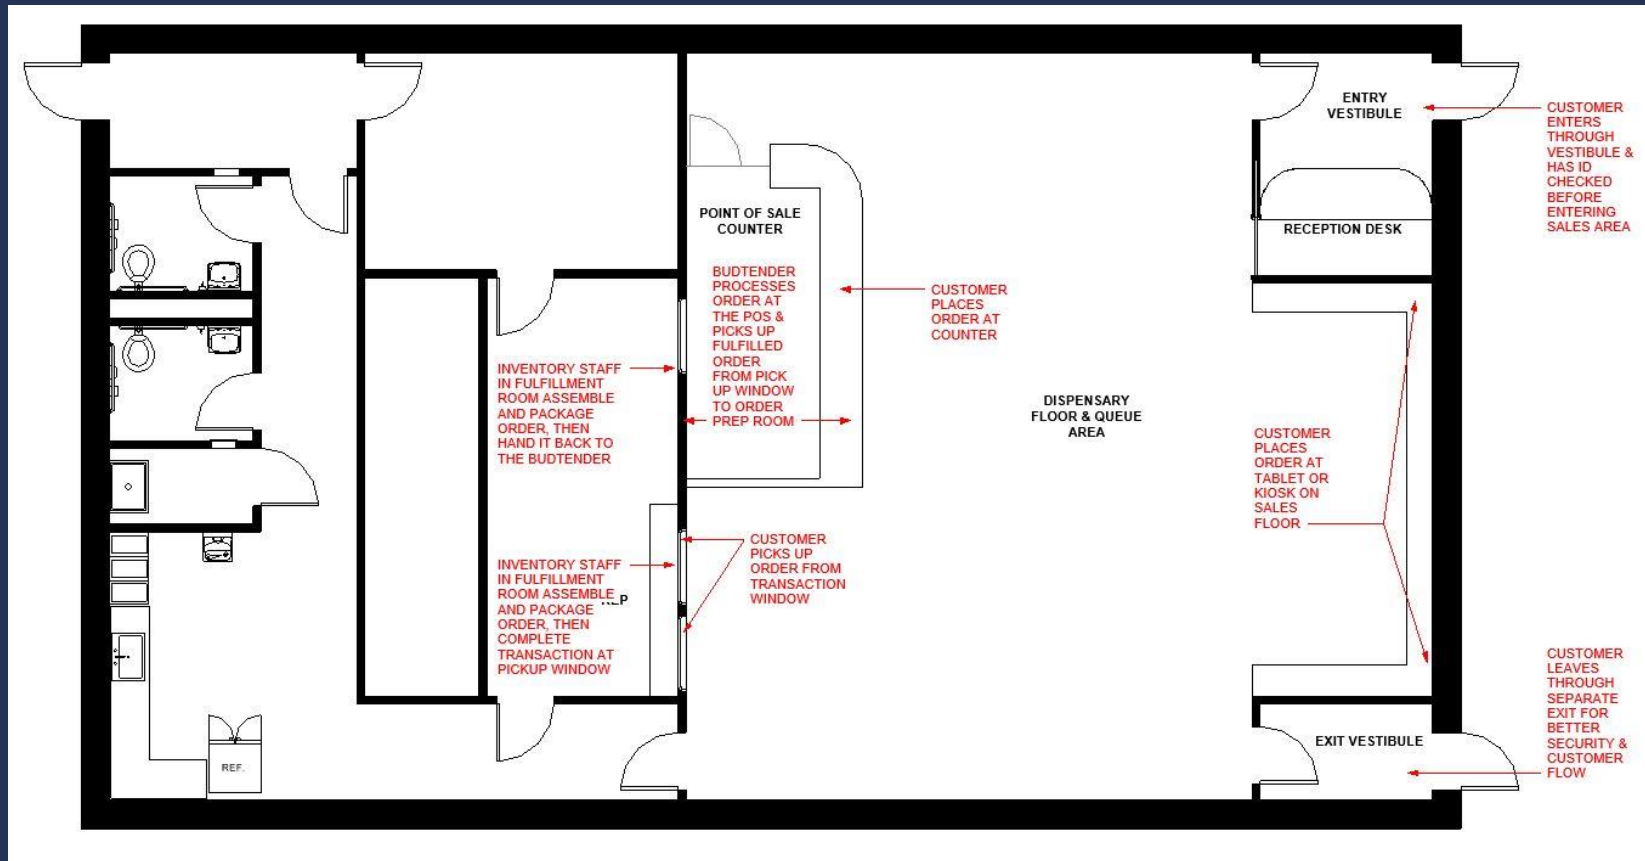 ENTRY
VESTIBULE
CUSTOMER
ENTERS
THROUGH
VESTIBULE &
HAS ID
CHECKED
BEFORE
ENTERING
SALES AREA
POINT OF SALE
COUNTER
RECEPTION DESK
BUDTENDER
PROCESSES
ORDER AT
THE POS &
PICKS UP
FULFILLED
ORDER
FROM PICK
UP WINDOW
TO ORDER
PREP ROOM
CUSTOMER
PLACES
ORDER AT
COUNTER
INVENTORY STAFF
IN FULFILLMENT
ROOM ASSEMBLE
AND PACKAGE
ORDER, THEN
HAND IT BACK TO
THE BUDTENDER
DISPENSARY
FLOOR & QUEUE
AREA
CUSTOMER
PLACES
ORDER AT
TABLET OR
KIOSK ON
SALES
FLOOR
CUSTOMER
PICKS UP
ORDER FROM
TRANSACTION
WINDOW
INVENTORY STAFF
IN FULFILLMENT
ROOM ASSEMBLE
AND PACKAGE
ORDER, THEN
COMPLETE
TRANSACTION AT
PICKUP WINDOW
CUSTOMER
LEAVES
THROUGH
SEPARATE
EXIT FOR
BETTER
SECURITY &
CUSTOMER
FLOW
EXIT VESTIBULE
REF.